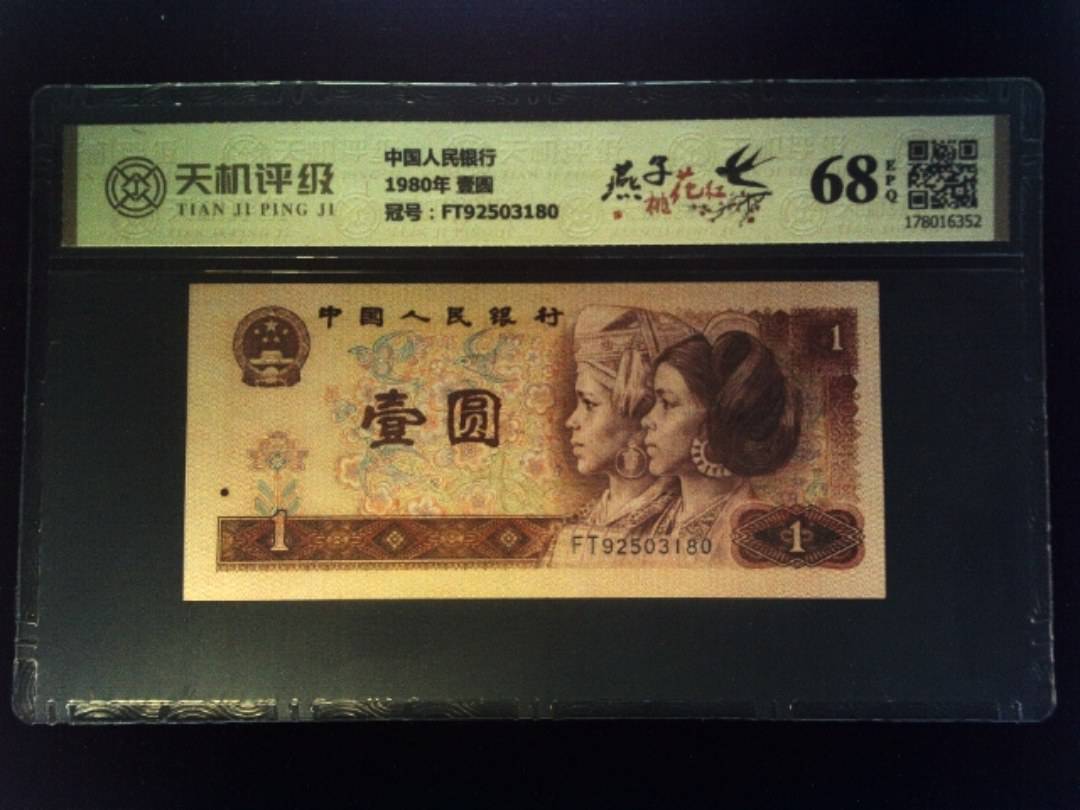 天机评级
TIAN JI PING JI
中国人民银行
1980年 壹圆
冠号：FT92503180
燕子
桃花红
68
EPQ
178016352
中国人民银行
1
壹圆
1
FT92503180
1